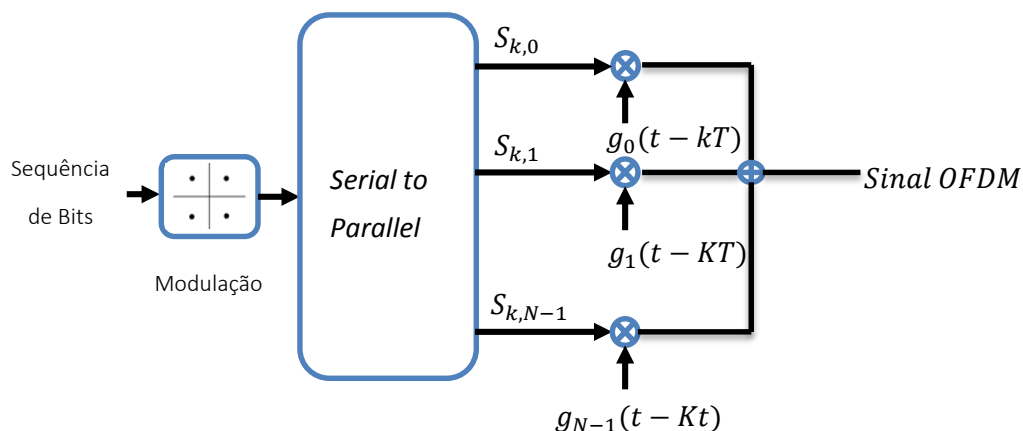 Sequência
de Bits
Modulação
Serial to
Parallel
S_{k,0}
g_0(t − kT)
S_{k,1}
g_1(t − KT)
S_{k,N−1}
g_{N−1}(t − Kt)
Sinal OFDM